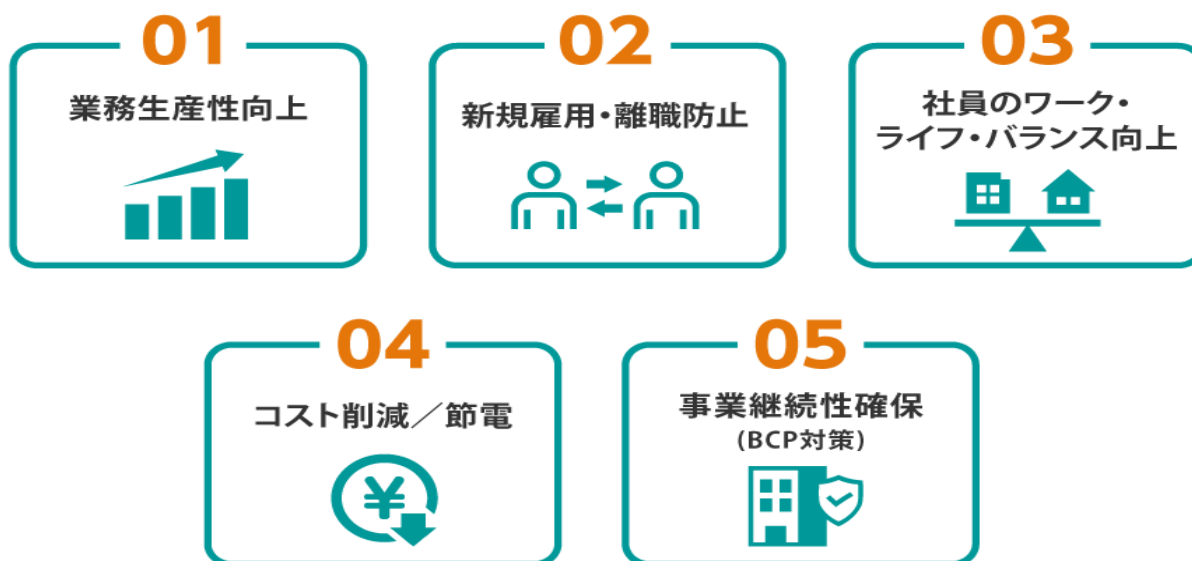 01
業務生産性向上
02
新規雇用・離職防止
03
社員のワーク・
ライフ・バランス向上
04
コスト削減／節電
¥
05
事業継続性確保
(BCP対策)